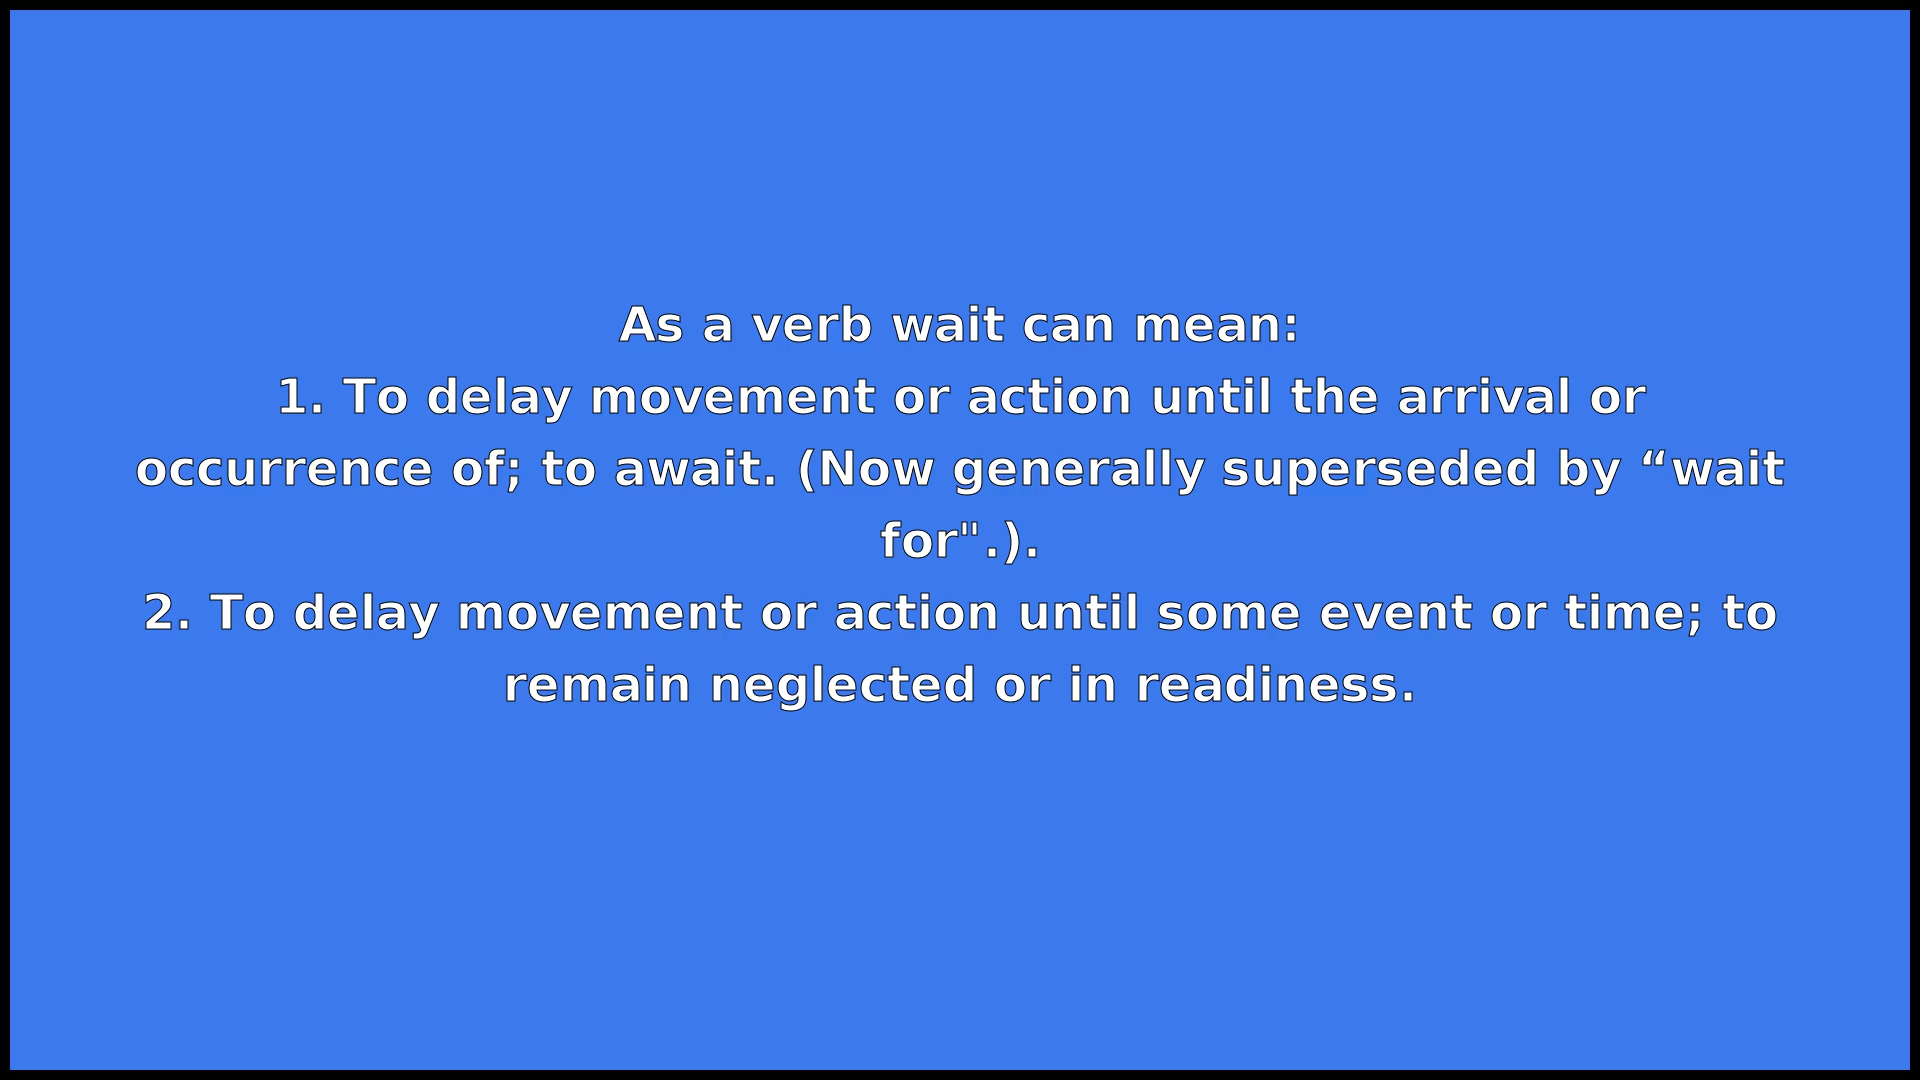 As a verb wait can mean:
1. To delay movement or action until the arrival or
occurrence of; to await. (Now generally superseded by “wait
for".).
2. To delay movement or action until some event or time; to
remain neglected or in readiness.